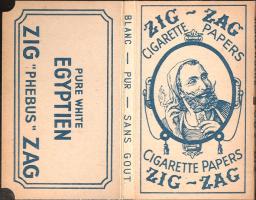 PURE WHITE
EGYPTIEN
ZIG "PHEBUS" ZAG
BLANC — PUR — SANS GOUT
ZIG - ZAG
CIGARETTE PAPERS
CIGARETTE PAPERS
ZIG - ZAG